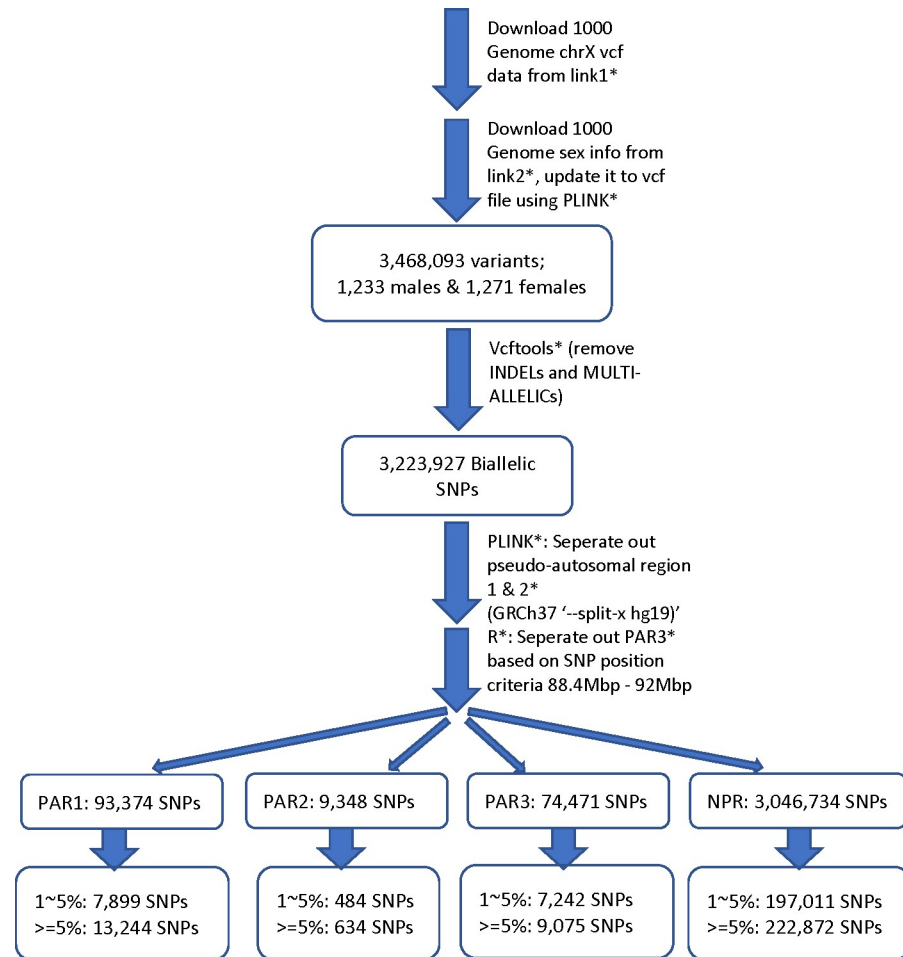 Download 1000
Genome chrX vcf
data from link1*
Download 1000
Genome sex info from
link2*, update it to vcf
file using PLINK*
3,468,093 variants;
1,233 males & 1,271 females
Vcftools* (remove
INDELs and MULTI-
ALLELICs)
3,223,927 Biallelic
SNPs
PLINK*: Seperate out
pseudo-autosomal region
1 & 2*
(GRCh37 ‘--split-x hg19)’
R*: Seperate out PAR3*
based on SNP position
criteria 88.4Mbp - 92Mbp
PAR1: 93,374 SNPs
PAR2: 9,348 SNPs
PAR3: 74,471 SNPs
NPR: 3,046,734 SNPs
1~5%: 7,899 SNPs
>=5%: 13,244 SNPs
1~5%: 484 SNPs
>=5%: 634 SNPs
1~5%: 7,242 SNPs
>=5%: 9,075 SNPs
1~5%: 197,011 SNPs
>=5%: 222,872 SNPs